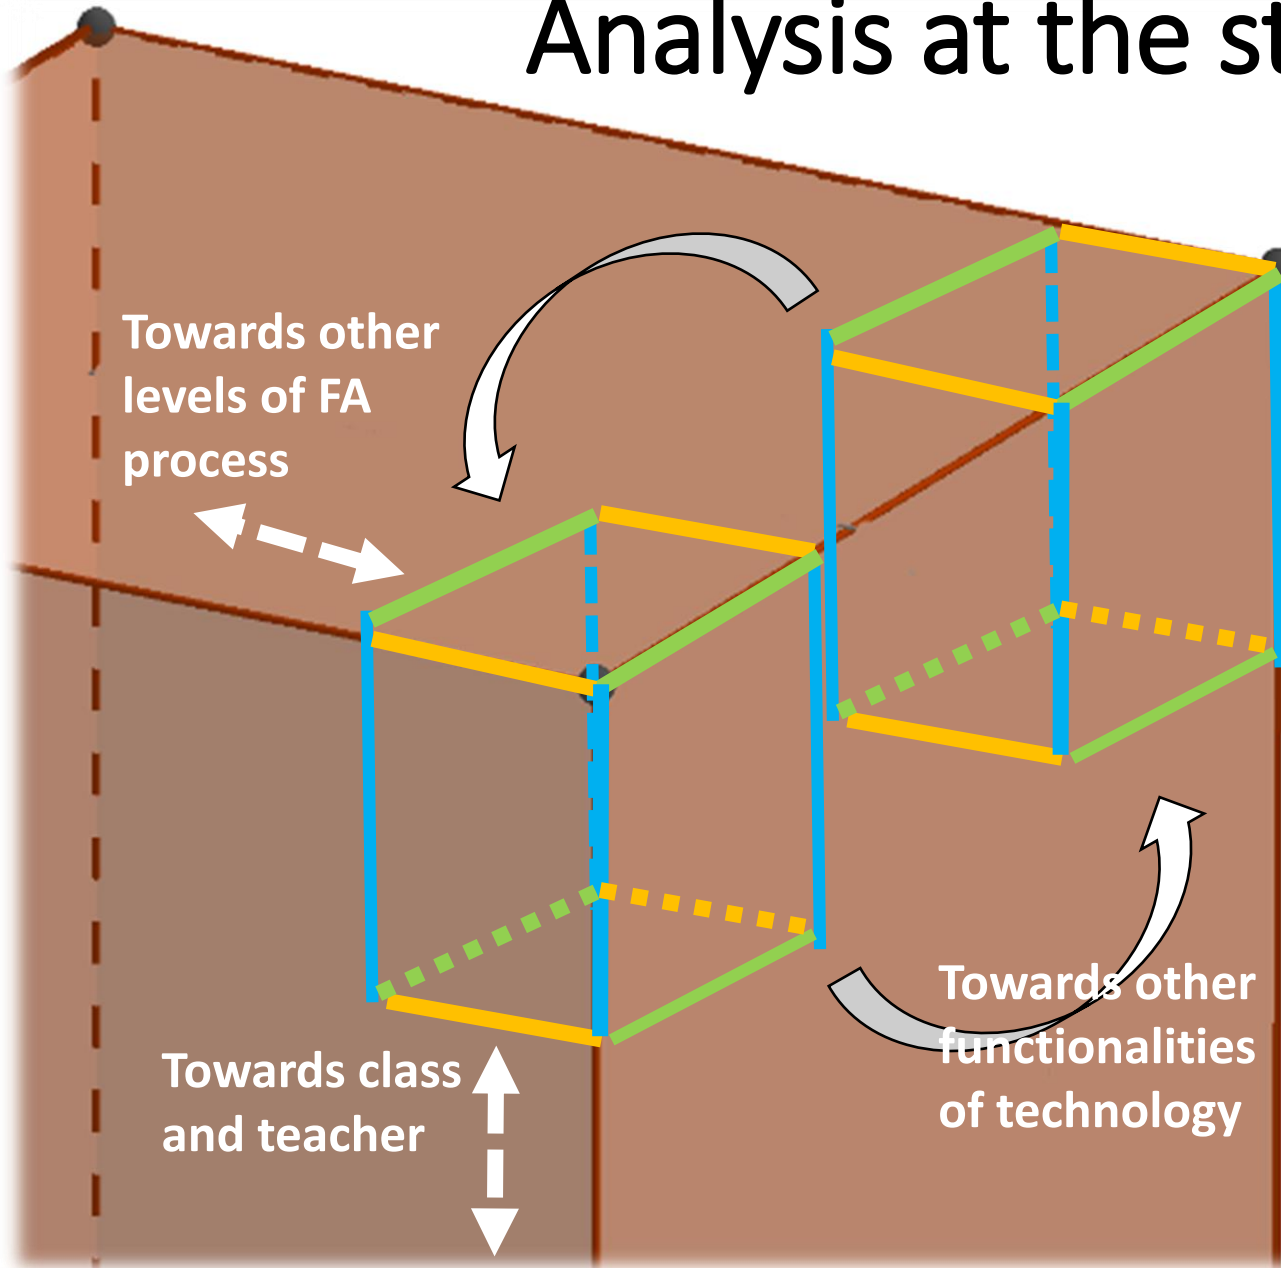 Analysis at the st
Towards other
levels of FA
process
Towards other
functionalities
of technology
Towards class
and teacher